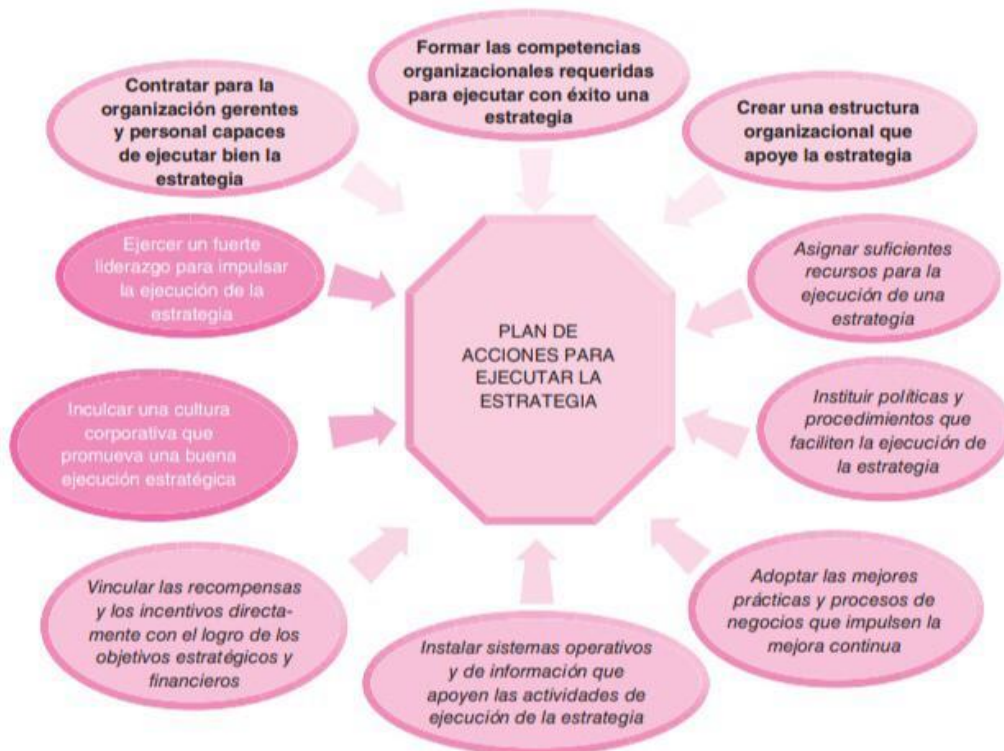 Formar las competencias
organizacionales requeridas
para ejecutar con éxito una
estrategia
Contratar para la
organización gerentes
y personal capaces
de ejecutar bien la
estrategia
Crear una estructura
organizacional que
apoye la estrategia
Ejercer un fuerte
liderazgo para impulsar
la ejecución de la
estrategia
Asignar suficientes
recursos para la
ejecución de una
estrategia
PLAN DE
ACCIONES PARA
EJECUTAR LA
ESTRATEGIA
Inculcar una cultura
corporativa que
promueva una buena
ejecución estratégica
Instituir políticas y
procedimientos que
faciliten la ejecución de
la estrategia
Vincular las recompensas
y los incentivos directa-
mente con el logro de los
objetivos estratégicos y
financieros
Adoptar las mejores
prácticas y procesos de
negocios que impulsen la
mejora continua
Instalar sistemas operativos
y de información que
apoyen las actividades de
ejecución de la estrategia